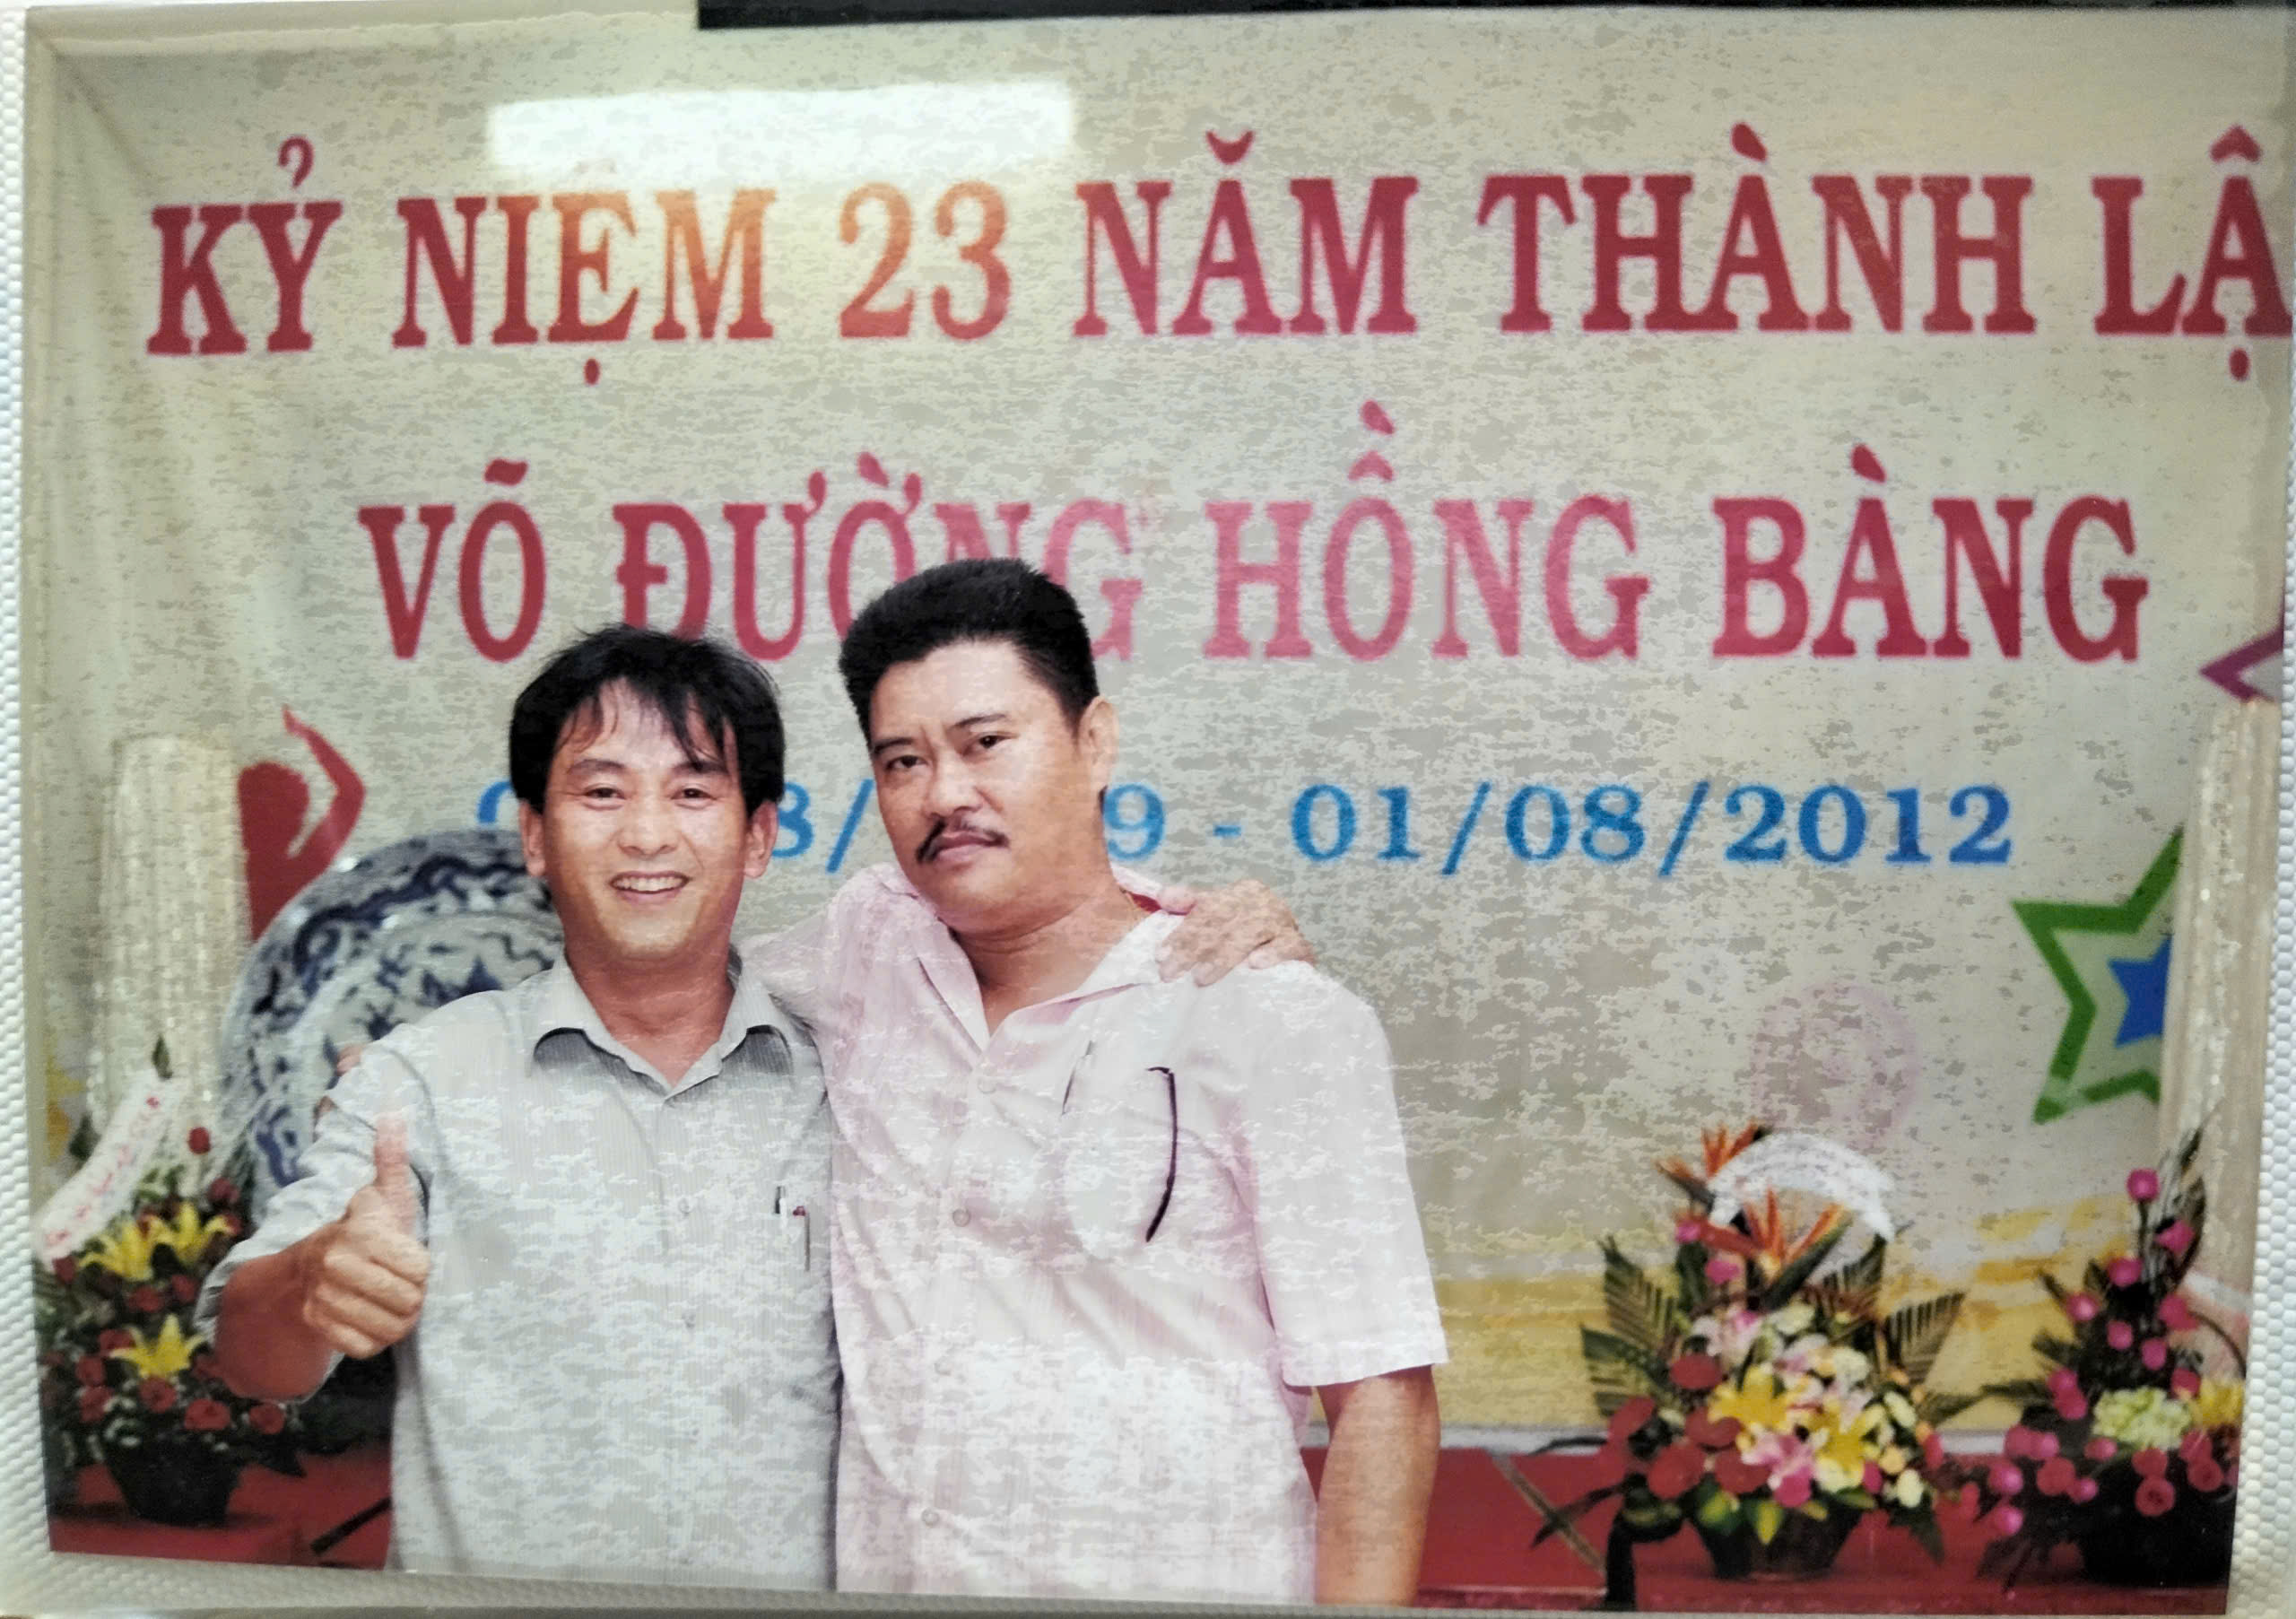 KỶ NIỆM 23 NĂM THÀNH LẬ
VÕ ĐƯỜNG HỒNG BÀNG
- 01/08/2012